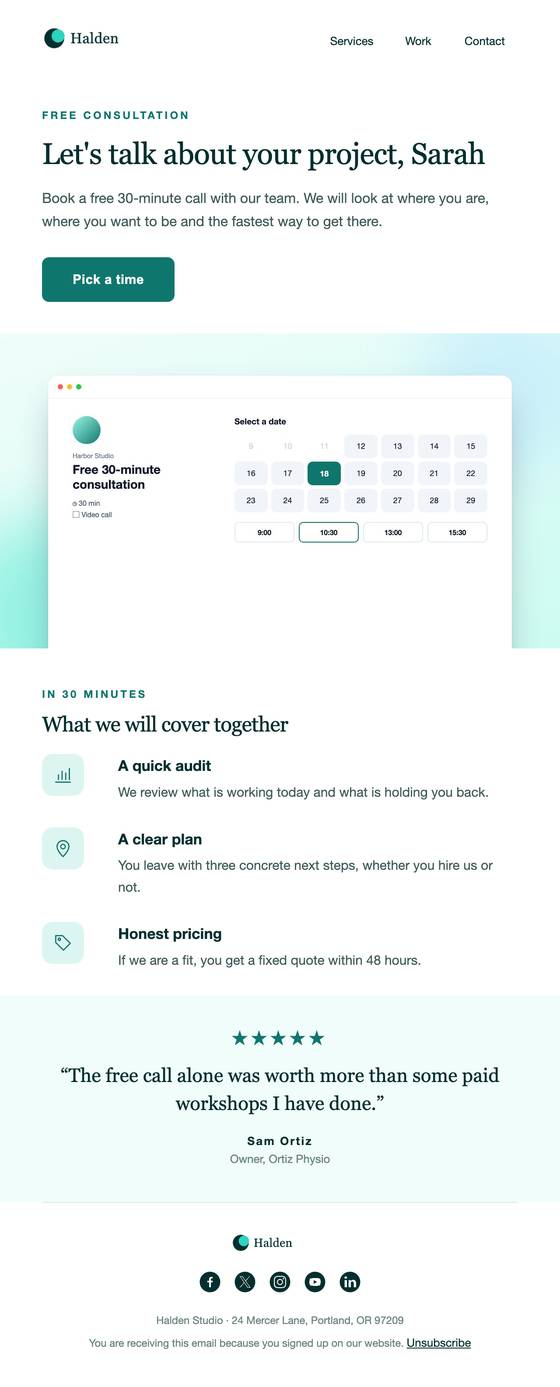 Halden
Services Work Contact
FREE CONSULTATION
Let's talk about your project, Sarah
Book a free 30-minute call with our team. We will look at where you are,
where you want to be and the fastest way to get there.
Pick a time
Harbor Studio
Free 30-minute
consultation
30 min
Video call
Select a date
9 10 11 12 13 14 15
16 17 18 19 20 21 22
23 24 25 26 27 28 29
9:00 10:30 13:00 15:30
IN 30 MINUTES
What we will cover together
A quick audit
We review what is working today and what is holding you back.
A clear plan
You leave with three concrete next steps, whether you hire us or
not.
Honest pricing
If we are a fit, you get a fixed quote within 48 hours.
“The free call alone was worth more than some paid
workshops I have done.”
Sam Ortiz
Owner, Ortiz Physio
Halden
Halden Studio · 24 Mercer Lane, Portland, OR 97209
You are receiving this email because you signed up on our website. Unsubscribe